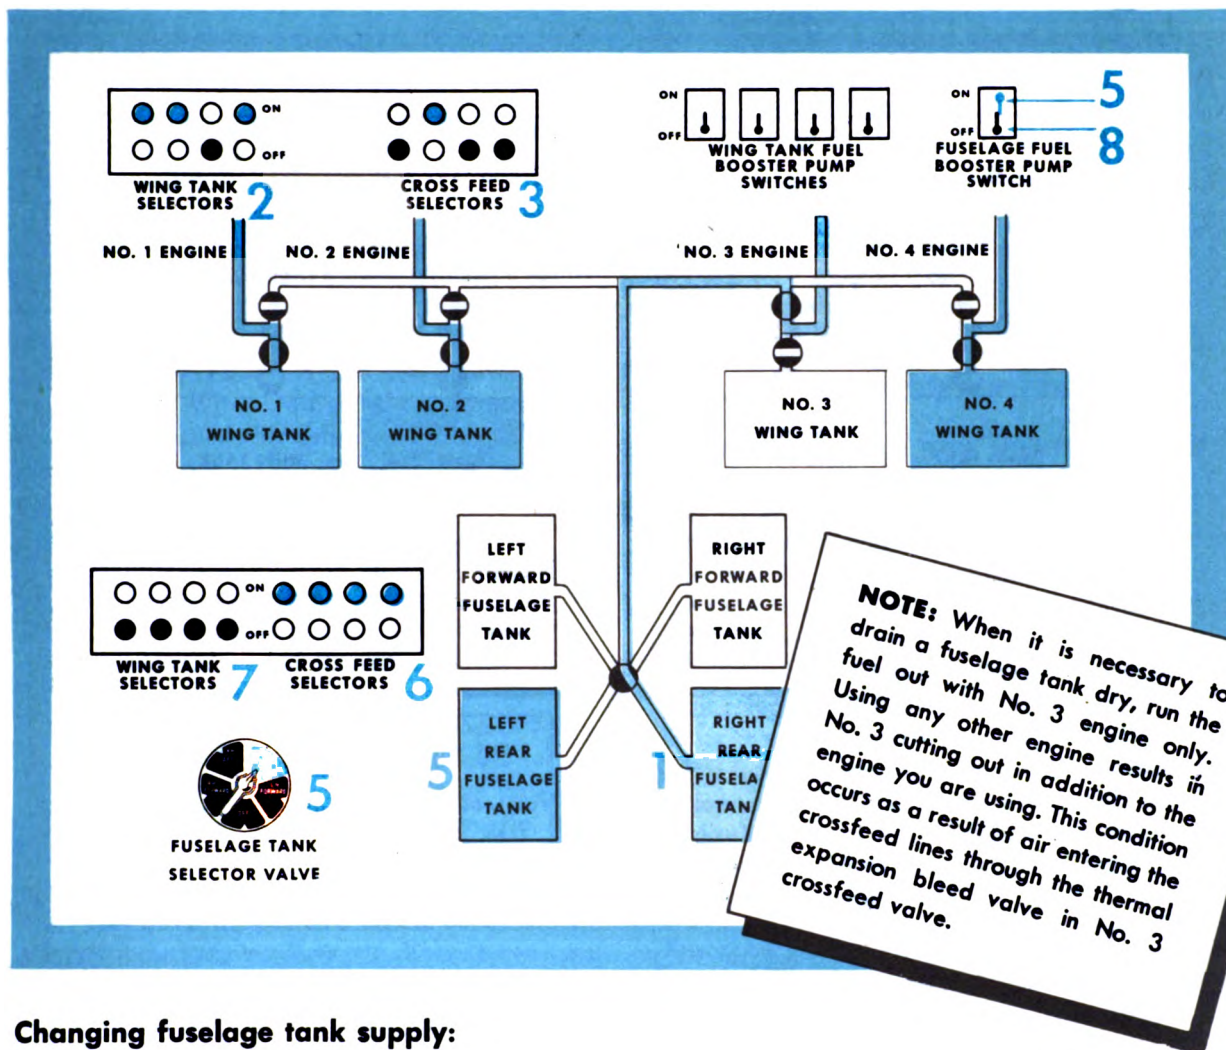 ON
OFF
WING TANK
SELECTORS
2
CROSS FEED
SELECTORS
3
ON
OFF
WING TANK FUEL
BOOSTER PUMP
SWITCHES
ON
OFF
5
8
FUSELAGE FUEL
BOOSTER PUMP
SWITCH
NO. 1 ENGINE
NO. 2 ENGINE
NO. 3 ENGINE
NO. 4 ENGINE
NO. 1
WING TANK
NO. 2
WING TANK
NO. 3
WING TANK
NO. 4
WING TANK
LEFT
FORWARD
FUSELAGE
TANK
RIGHT
FORWARD
FUSELAGE
TANK
ON
OFF
WING TANK
SELECTORS
7
CROSS FEED
SELECTORS
6
5
LEFT
REAR
FUSELAGE
TANK
1
RIGHT
REAR
FUSELA
TAN
5
FUSELAGE TANK
SELECTOR VALVE
NOTE: When it is necessary to
drain a fuselage tank dry, run the
fuel out with No. 3 engine only.
Using any other engine results in
No. 3 cutting out in addition to the
engine you are using. This condition
occurs as a result of air entering the
crossfeed lines through the thermal
expansion bleed valve in No. 3
crossfeed valve.
Changing fuselage tank supply: